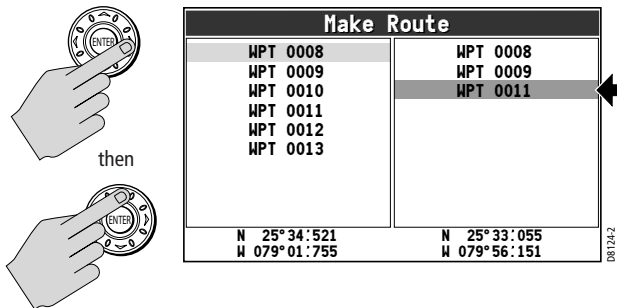 ENTER
then
ENTER
Make Route
WPT 0008
WPT 0009
WPT 0010
WPT 0011
WPT 0012
WPT 0013
WPT 0008
WPT 0009
WPT 0011
N 25°34.'521
W 079°01.'755
N 25°33.'055
W 079°56.'151
D8124-2